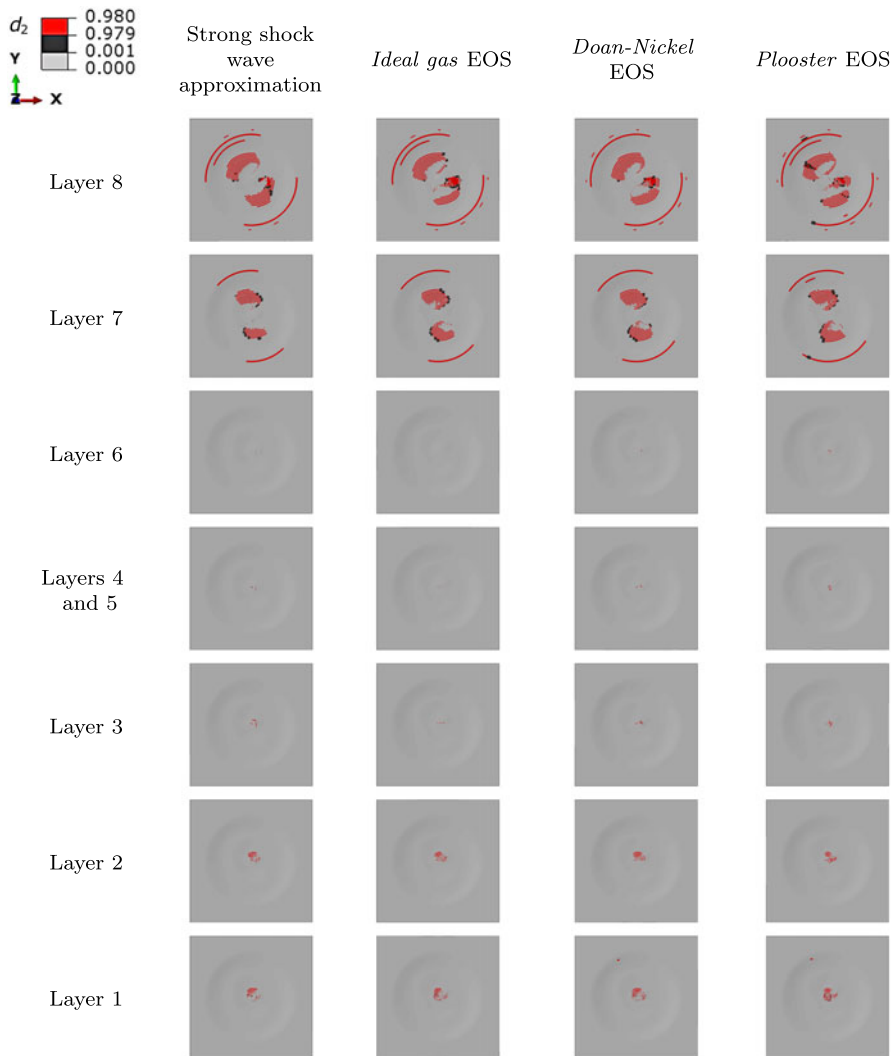 d2
0.980
0.979
0.001
0.000
Y
Z
X
Strong shock
wave
approximation
Ideal gas EOS
Doan-Nickel
EOS
Plooster EOS
Layer 8
Layer 7
Layer 6
Layers 4
and 5
Layer 3
Layer 2
Layer 1